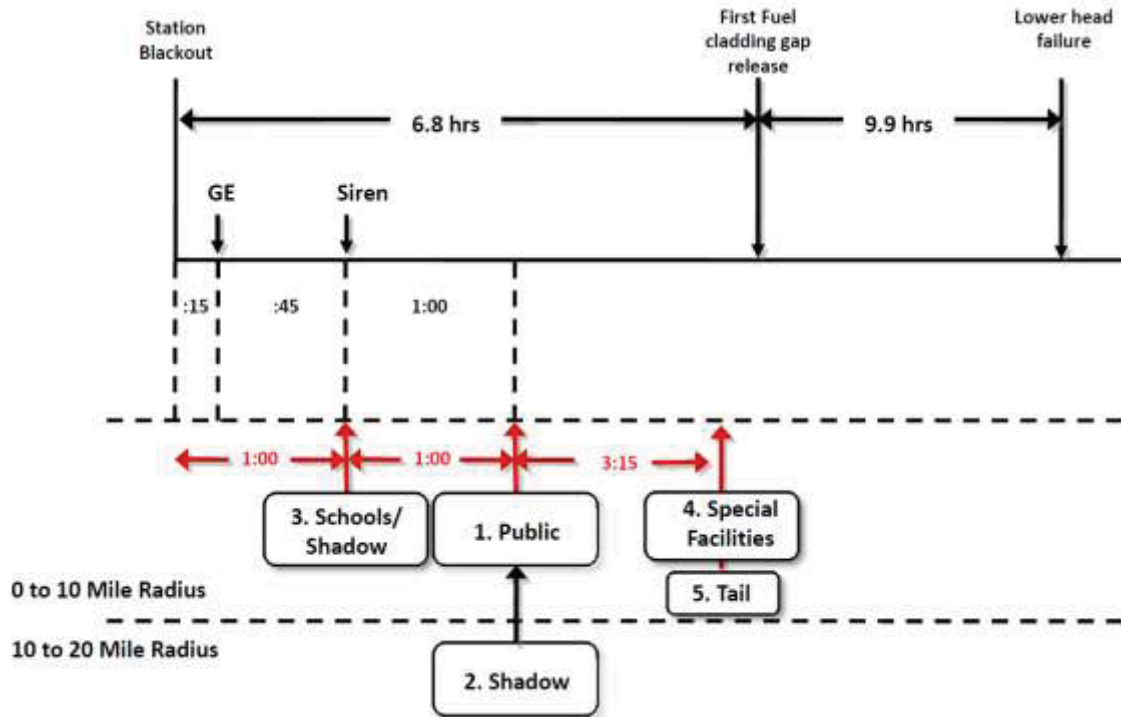 Station
Blackout
First Fuel
cladding gap
release
Lower head
failure
6.8 hrs
9.9 hrs
GE
Siren
:15
:45
1:00
1:00
1:00
3:15
3. Schools/
Shadow
1. Public
4. Special
Facilities
5. Tail
0 to 10 Mile Radius
10 to 20 Mile Radius
2. Shadow